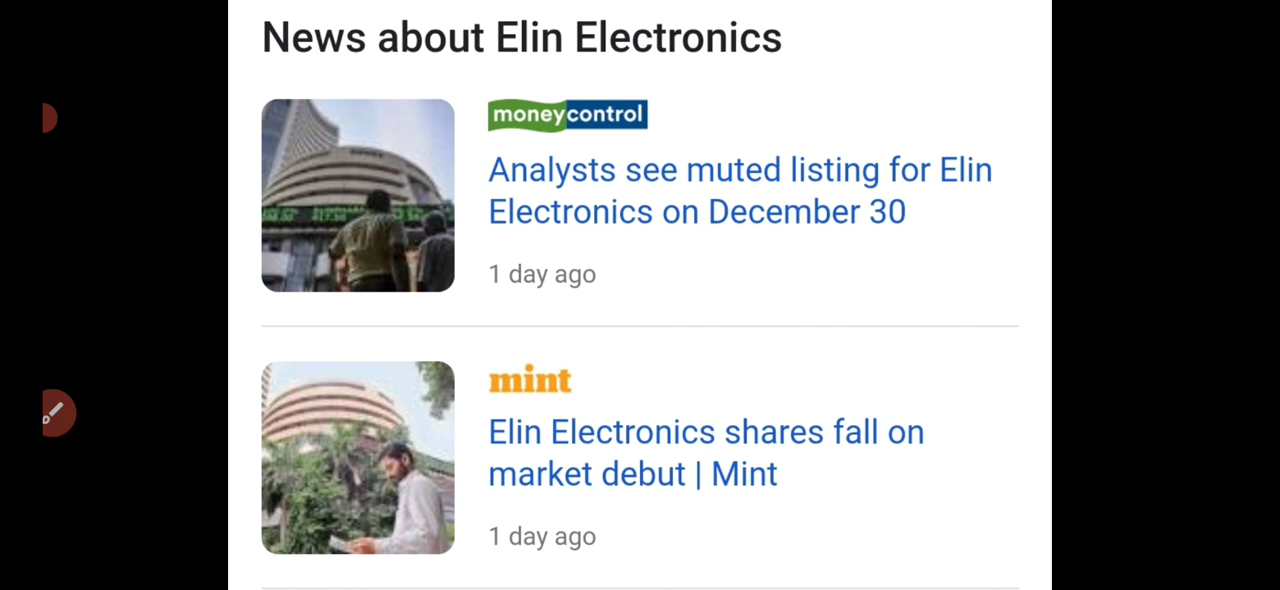 News about Elin Electronics
moneycontrol
Analysts see muted listing for Elin
Electronics on December 30
1 day ago
mint
Elin Electronics shares fall on
market debut | Mint
1 day ago